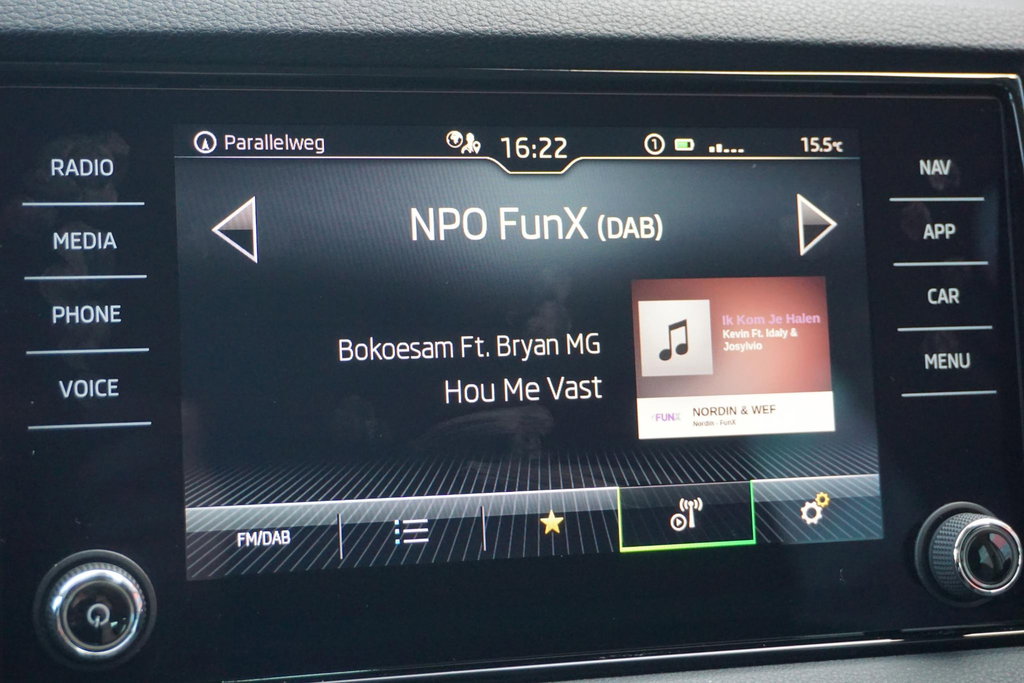 Parallelweg
16:22
1
15.5°C
RADIO
MEDIA
PHONE
VOICE
NAV
APP
CAR
MENU
NPO FunX (DAB)
Bokoesam Ft. Bryan MG
Hou Me Vast
Ik Kom Je Halen
Kevin Ft. Idaly &
Josylvio
FUNX
NORDIN & WEF
Nordin - FunX
FM/DAB